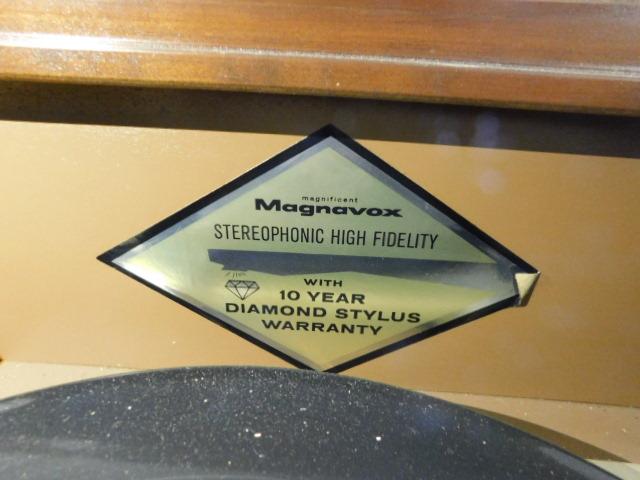 magnificent
Magnavox
STEREOPHONIC HIGH FIDELITY
WITH
10 YEAR
DIAMOND STYLUS
WARRANTY